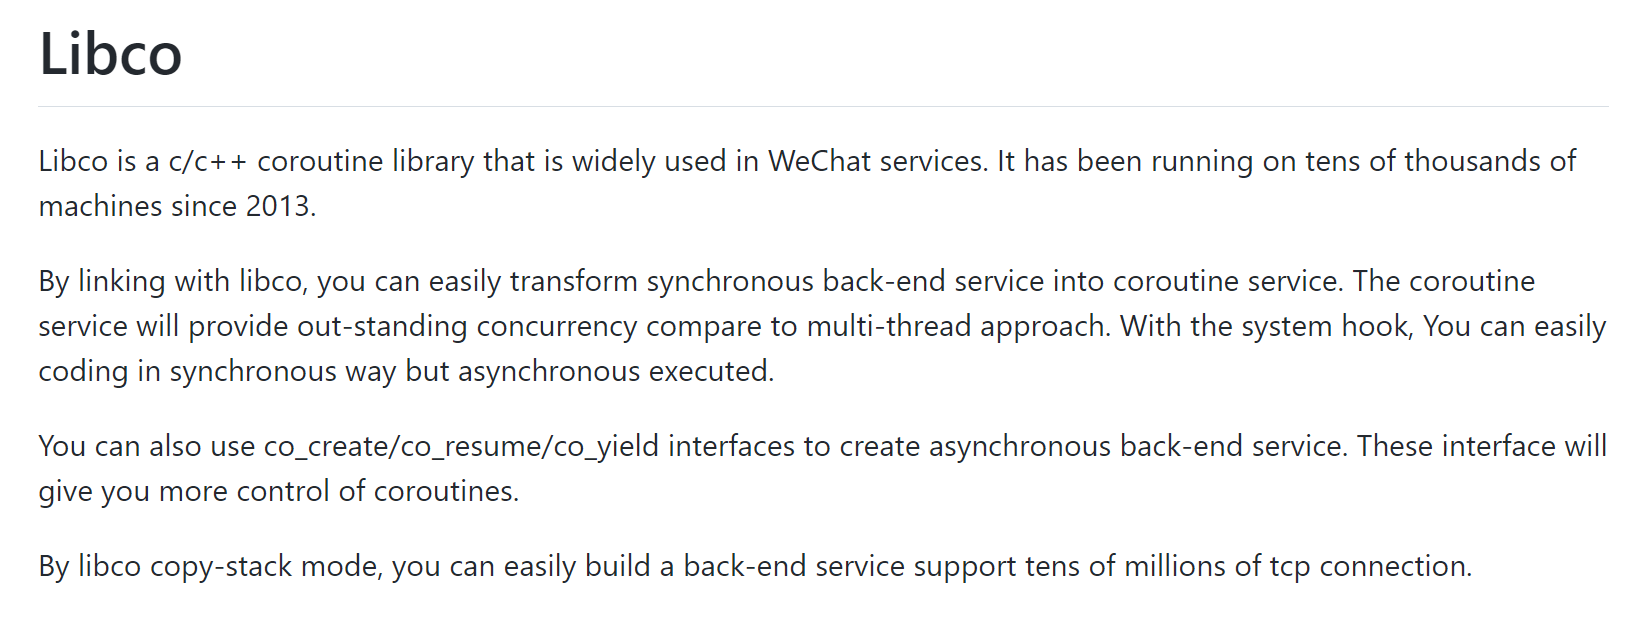 Libco
Libco is a c/c++ coroutine library that is widely used in WeChat services. It has been running on tens of thousands of
machines since 2013.
By linking with libco, you can easily transform synchronous back-end service into coroutine service. The coroutine
service will provide out-standing concurrency compare to multi-thread approach. With the system hook, You can easily
coding in synchronous way but asynchronous executed.
You can also use co_create/co_resume/co_yield interfaces to create asynchronous back-end service. These interface will
give you more control of coroutines.
By libco copy-stack mode, you can easily build a back-end service support tens of millions of tcp connection.